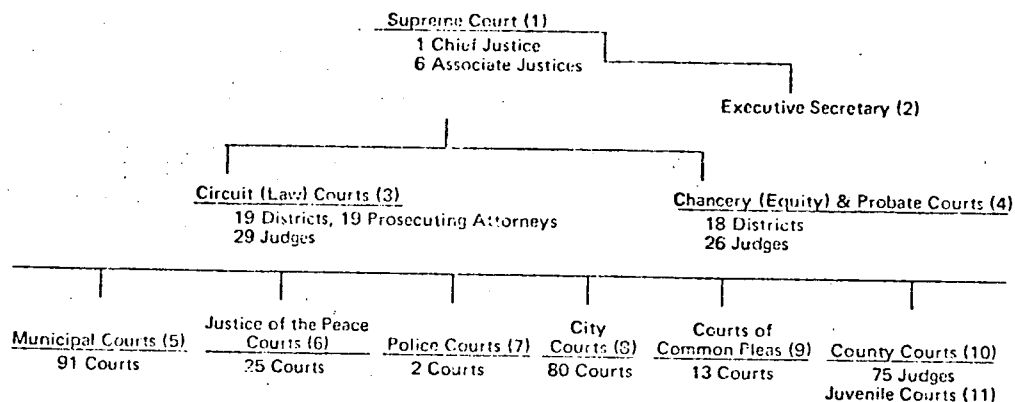 Supreme Court (1)
1 Chief Justice
6 Associate Justices
Executive Secretary (2)
Circuit (Law) Courts (3)
19 Districts, 19 Prosecuting Attorneys
29 Judges
Chancery (Equity) & Probate Courts (4)
18 Districts
26 Judges
Municipal Courts (5)
91 Courts
Justice of the Peace
Courts (6)
25 Courts
Police Courts (7)
2 Courts
City
Courts (8)
80 Courts
Courts of
Common Pleas (9)
13 Courts
County Courts (10)
75 Judges
Juvenile Courts (11)